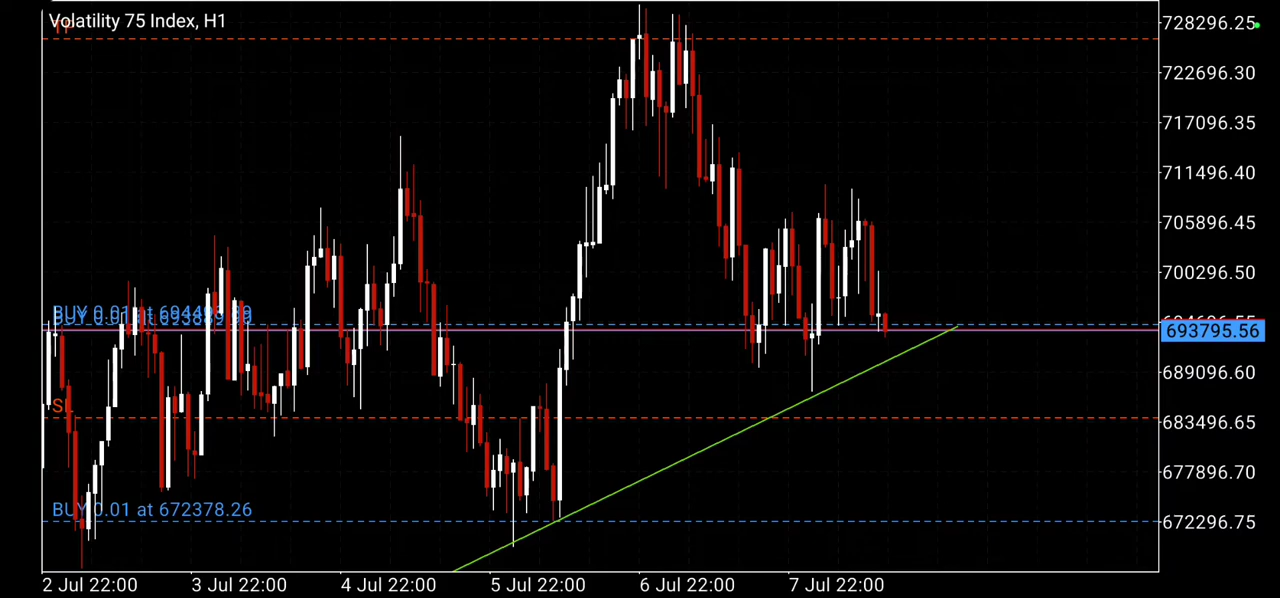 Volatility 75 Index, H1
TP
728296.25
722696.30
717096.35
711496.40
705896.45
700296.50
BUY 0.01 at
693795.56
689096.60
SL
683496.65
677896.70
BUY 0.01 at 672378.26
672296.75
2 Jul 22:00 3 Jul 22:00 4 Jul 22:00 5 Jul 22:00 6 Jul 22:00 7 Jul 22:00